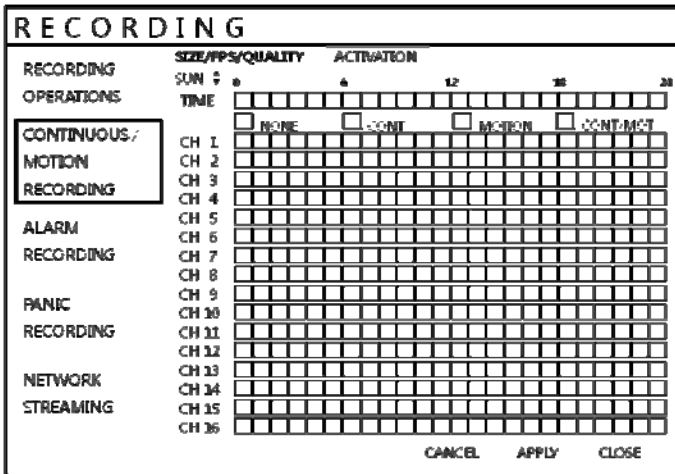 RECORDING
RECORDING
OPERATIONS
CONTINUOUS/
MOTION
RECORDING
ALARM
RECORDING
PANIC
RECORDING
NETWORK
STREAMING
SIZE/FPS/QUALITY ACTIVATION
SUN 0 6 12 18
TIME
NONE CONT MOTION CONT/MOT
CH 1
CH 2
CH 3
CH 4
CH 5
CH 6
CH 7
CH 8
CH 9
CH 10
CH 11
CH 12
CH 13
CH 14
CH 15
CH 16
CANCEL APPLY CLOSE